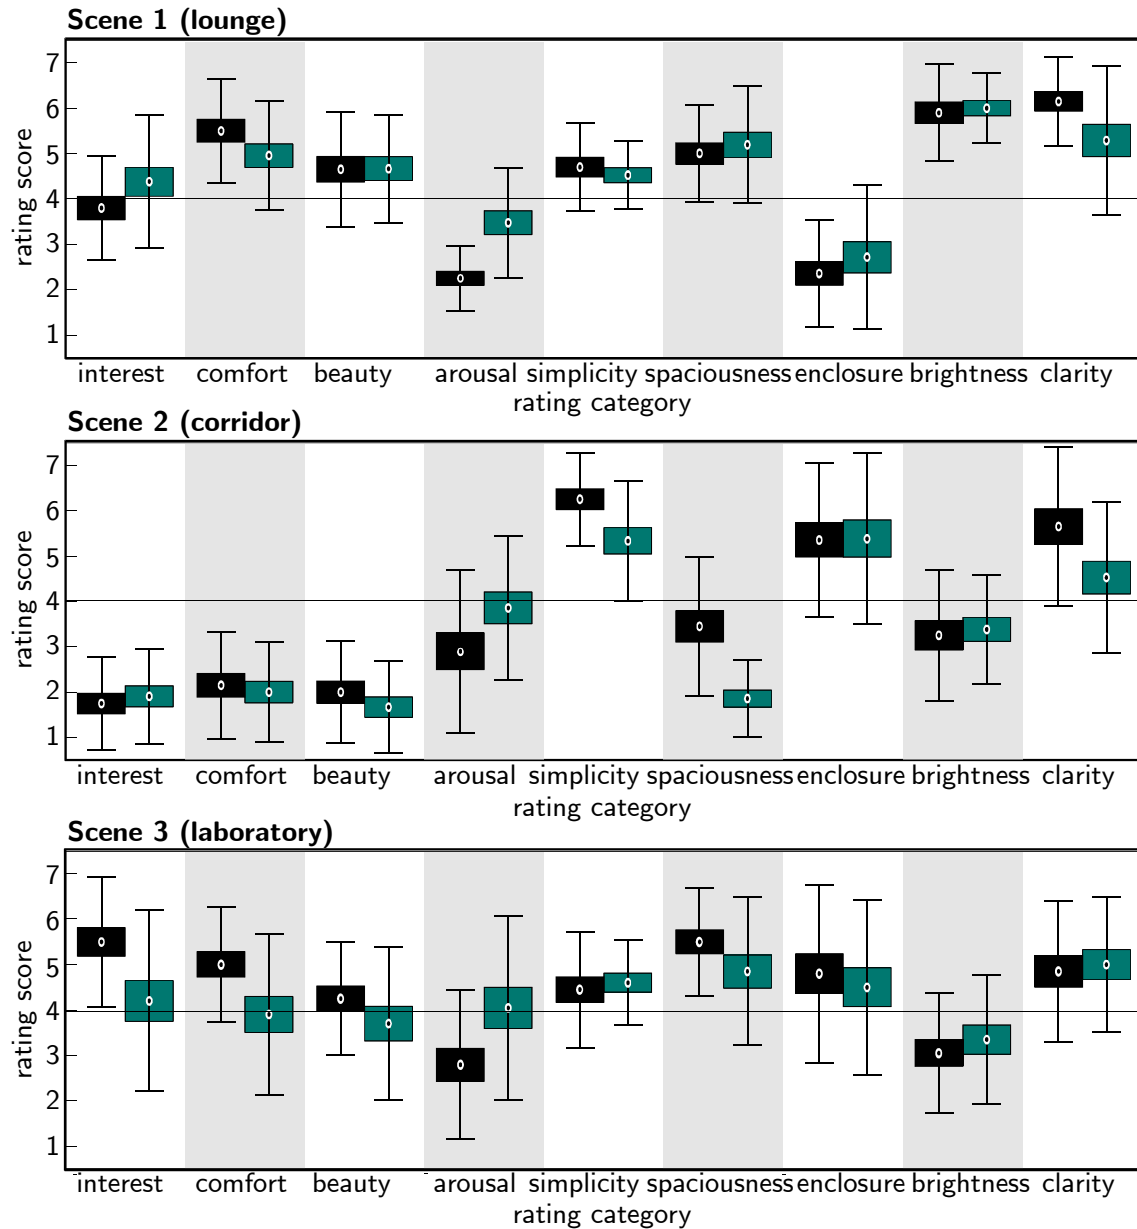 Scene 1 (lounge)
7
6
5
4
3
2
1
rating score
interest comfort beauty arousal simplicity spaciousness enclosure brightness clarity
rating category
Scene 2 (corridor)
7
6
5
4
3
2
1
rating score
interest comfort beauty arousal simplicity spaciousness enclosure brightness clarity
rating category
Scene 3 (laboratory)
7
6
5
4
3
2
1
rating score
interest comfort beauty arousal simplicity spaciousness enclosure brightness clarity
rating category